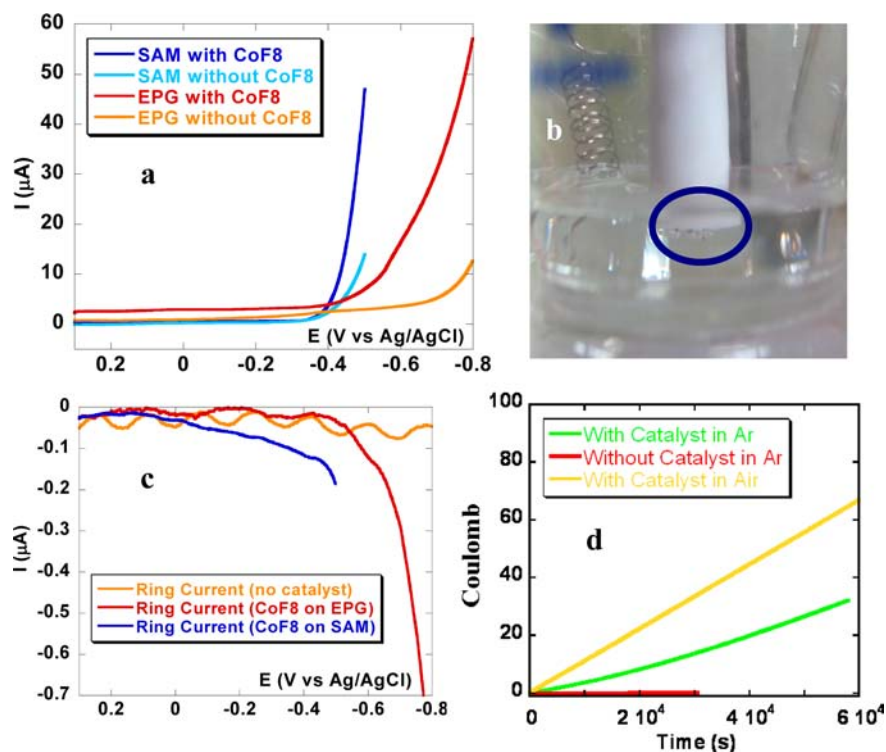 60
50
40
30
20
10
0
I (μA)
SAM with CoF8
SAM without CoF8
EPG with CoF8
EPG without CoF8
a
E (V vs Ag/AgCl)
0.2 0 -0.2 -0.4 -0.6 -0.8
b
0
-0.1
-0.2
-0.3
-0.4
-0.5
-0.6
-0.7
I (μA)
c
Ring Current (no catalyst)
Ring Current (CoF8 on EPG)
Ring Current (CoF8 on SAM)
E (V vs Ag/AgCl)
0.2 0 -0.2 -0.4 -0.6 -0.8
100
80
60
40
20
0
Coulomb
With Catalyst in Ar
Without Catalyst in Ar
With Catalyst in Air
d
0 2 10⁴ 4 10⁴ 6 10⁴
Time (s)